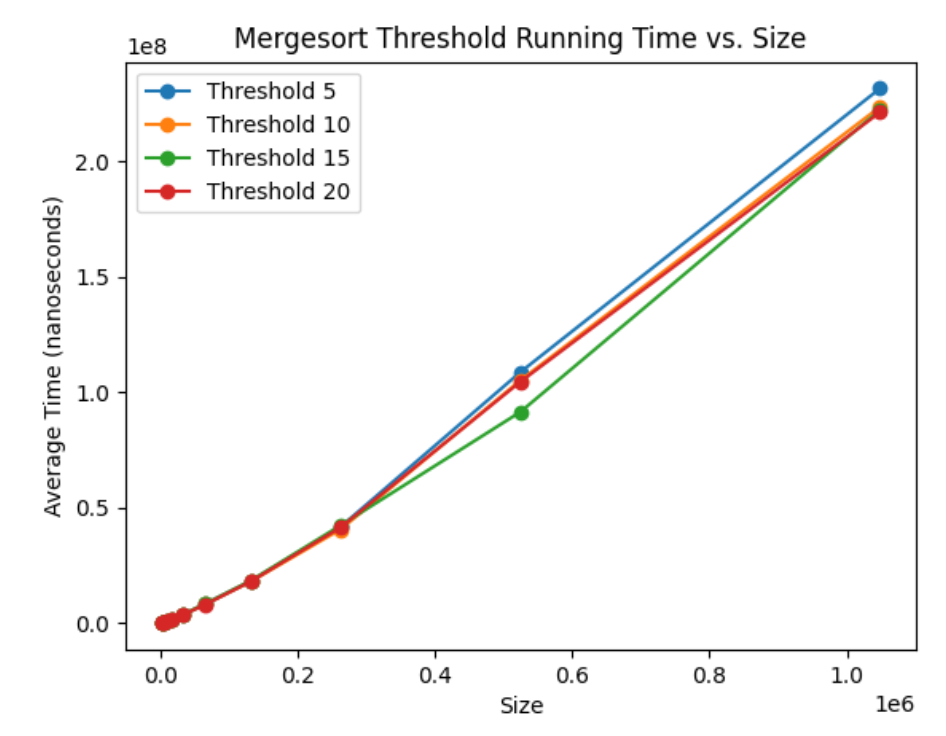 Mergesort Threshold Running Time vs. Size
1e8
Threshold 5
Threshold 10
Threshold 15
Threshold 20
2.0
1.5
1.0
0.5
0.0
Average Time (nanoseconds)
0.0 0.2 0.4 0.6 0.8 1.0
1e6
Size